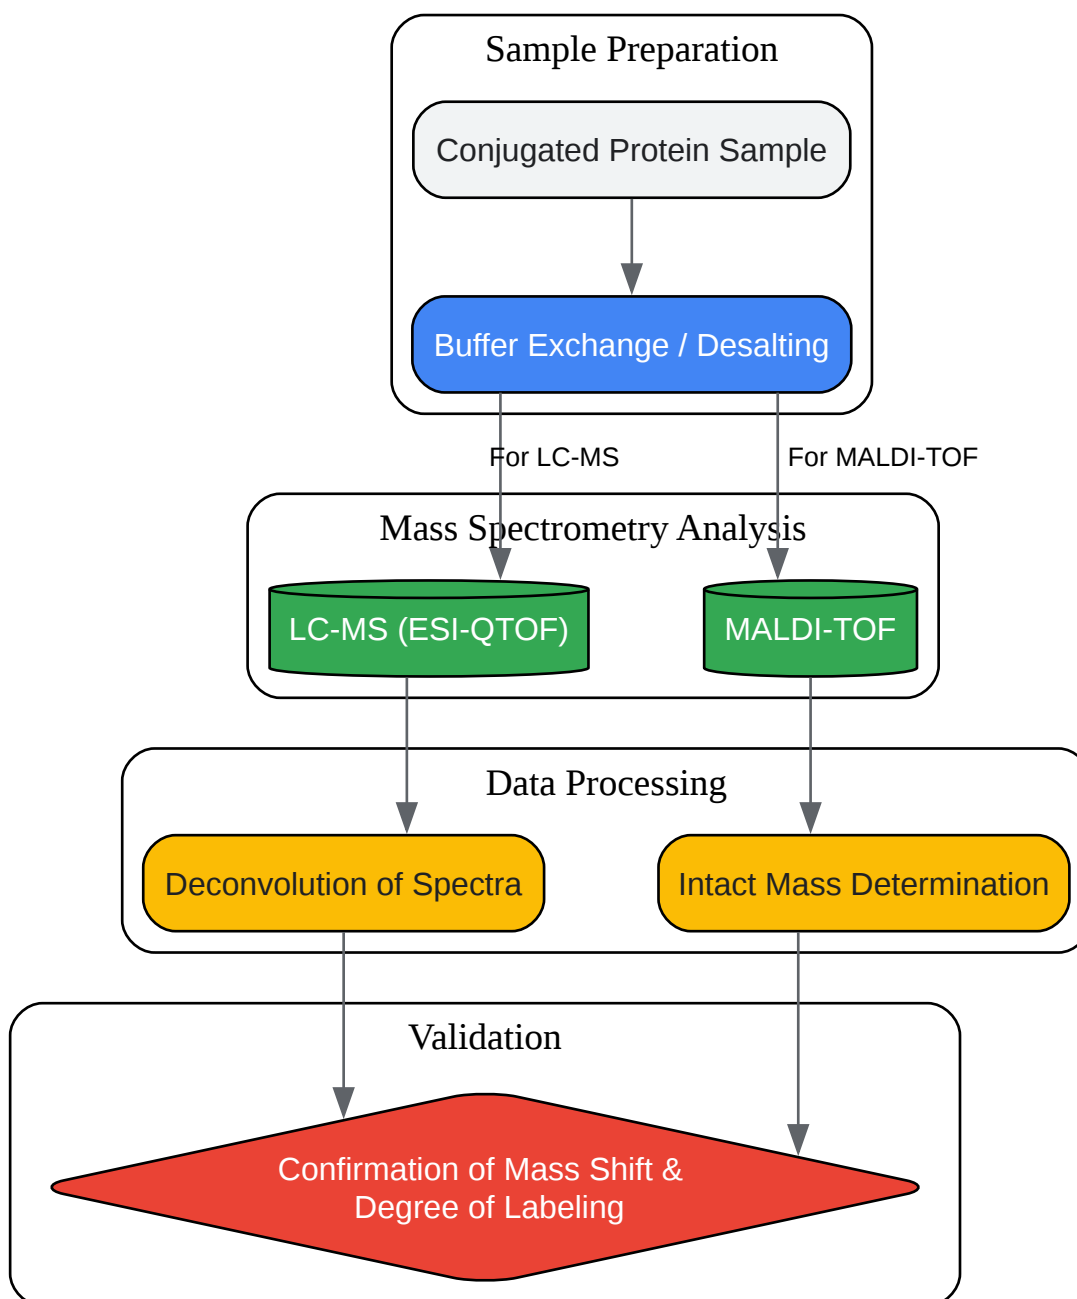 Sample Preparation
Conjugated Protein Sample
Buffer Exchange / Desalting
For LC-MS
For MALDI-TOF
Mass Spectrometry Analysis
LC-MS (ESI-QTOF)
MALDI-TOF
Data Processing
Deconvolution of Spectra
Intact Mass Determination
Validation
Confirmation of Mass Shift &
Degree of Labeling